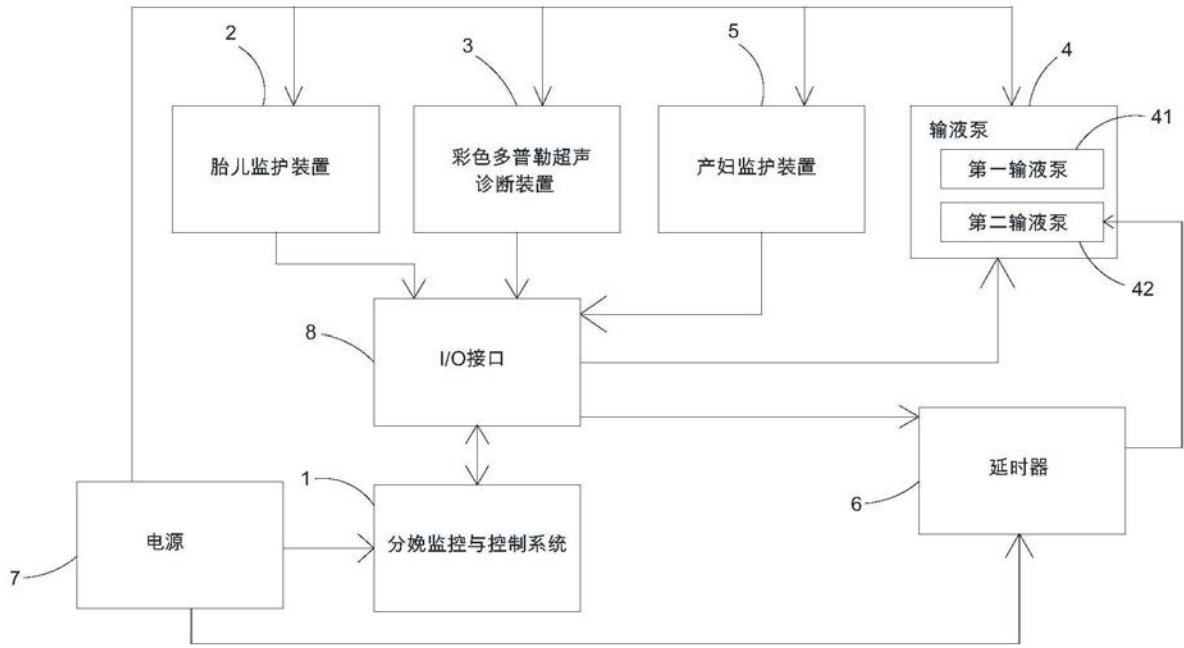 2
3
5
4
胎儿监护装置
彩色多普勒超声
诊断装置
产妇监护装置
输液泵
41
第一输液泵
第二输液泵
42
8
I/O接口
1
6
延时器
7
电源
分娩监控与控制系统